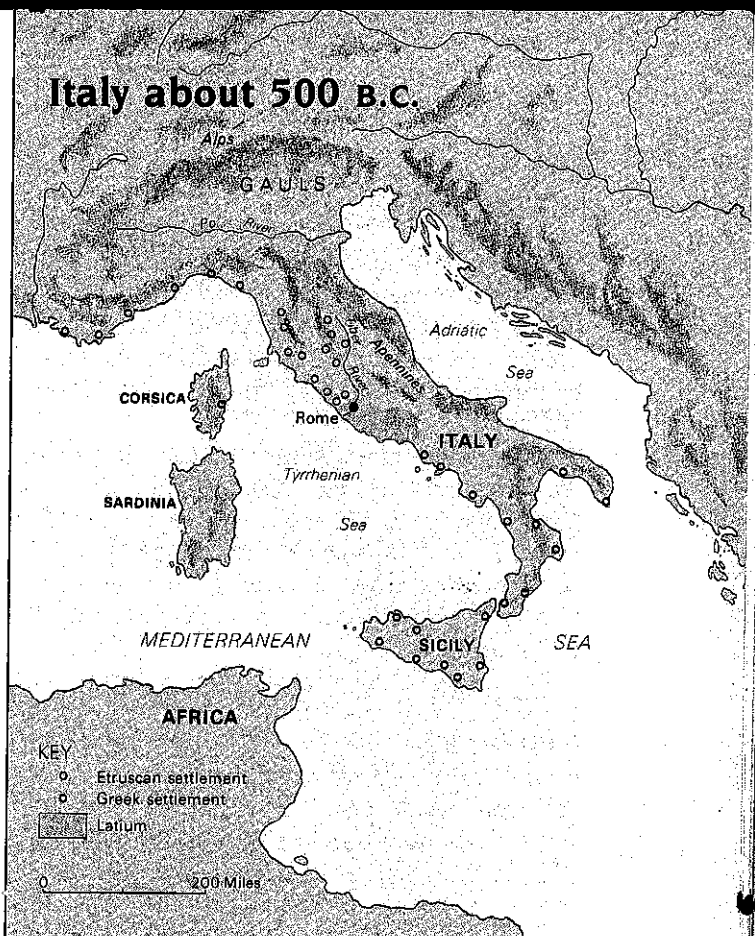 Italy about 500 B.C.
Alps
GAULS
Po River
Adriatic
Sea
Tiber River
Apennines
CORSICA
Rome
ITALY
SARDINIA
Tyrrhenian
Sea
MEDITERRANEAN
SICILY
SEA
AFRICA
KEY
Etruscan settlement
Greek settlement
Latium
0 200 Miles